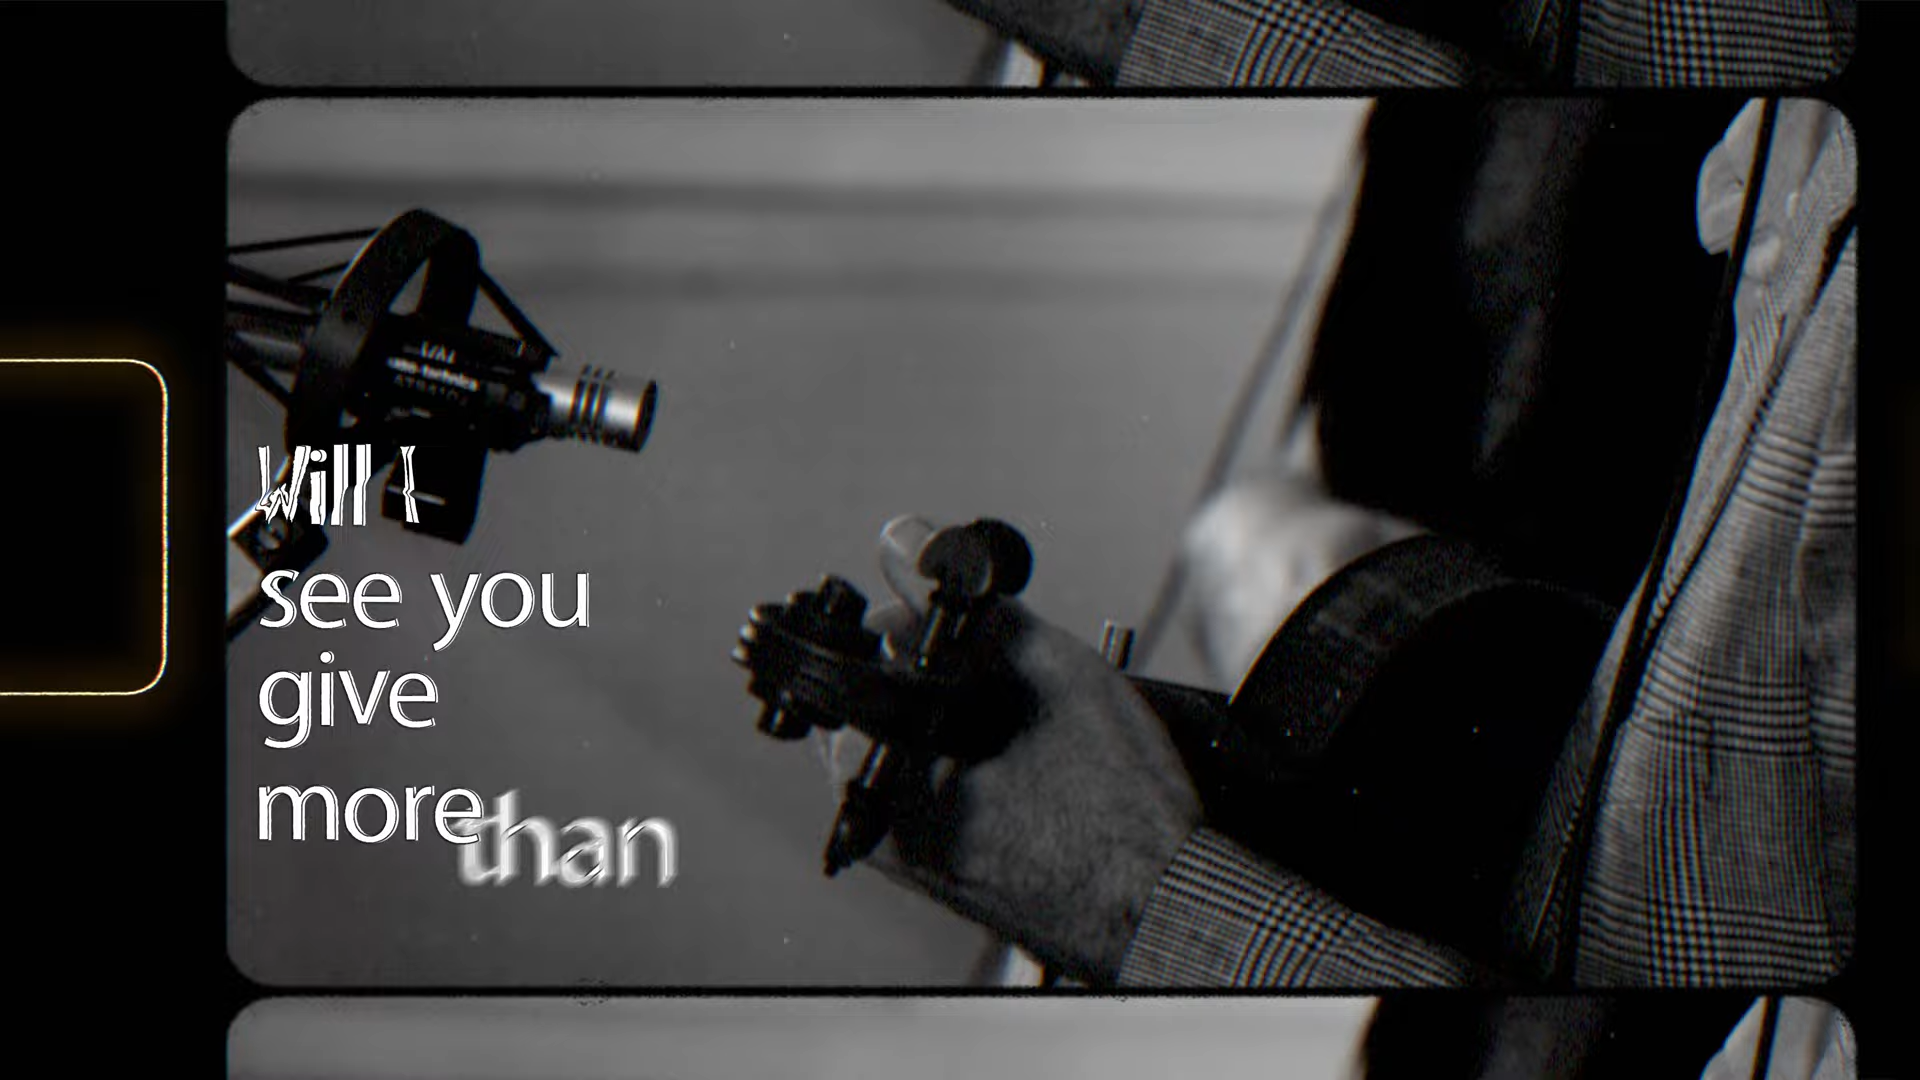 Will I
see you
give
more
than